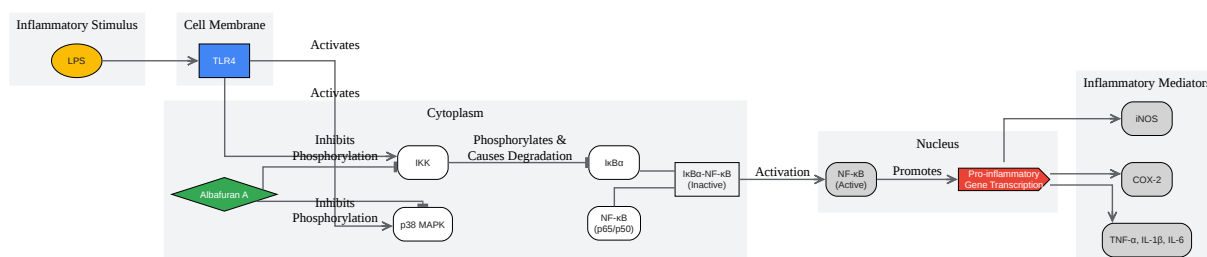 Inflammatory Stimulus
LPS
Cell Membrane
TLR4
Activates
Activates
Cytoplasm
Inhibits
Phosphorylation
IKK
Phosphorylates &
Causes Degradation
IκBα
Albafuran A
Inhibits
Phosphorylation
p38 MAPK
NF-κB
(p65/p50)
IκBα-NF-κB
(Inactive)
Activation
Nucleus
NF-κB
(Active)
Promotes
Pro-inflammatory
Gene Transcription
Inflammatory Mediators
iNOS
COX-2
TNF-α, IL-1β, IL-6